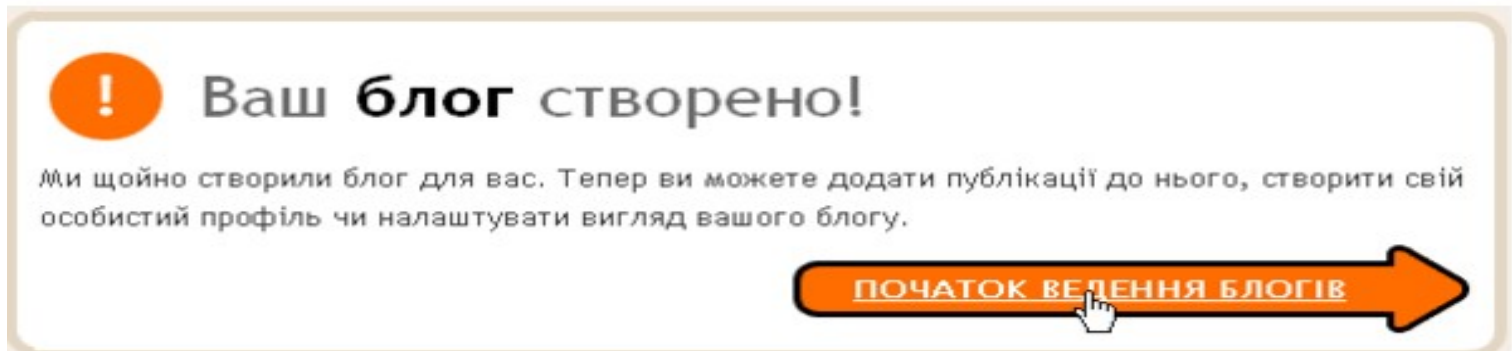 ! Ваш блог створено!
Ми щойно створили блог для вас. Тепер ви можете додати публікації до нього, створити свій
особистий профіль чи налаштувати вигляд вашого блогу.
ПОЧАТОК ВЕДЕННЯ БЛОГІВ